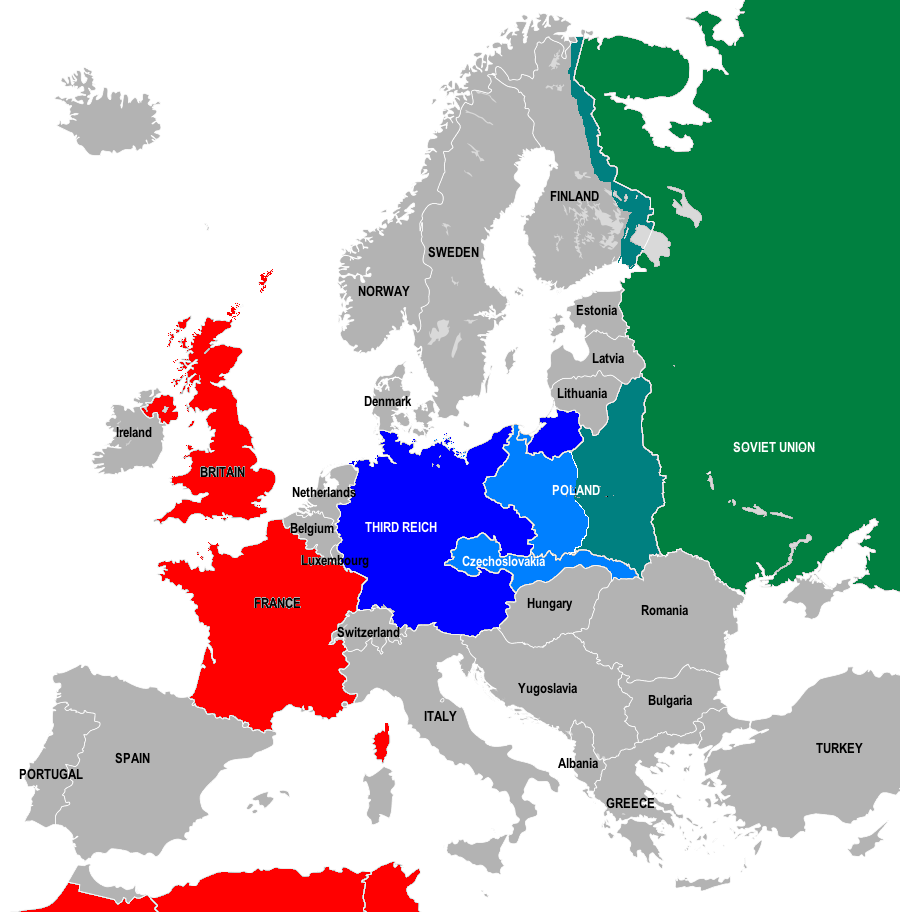 FINLAND
SWEDEN
NORWAY
Estonia
Latvia
Lithuania
Denmark
Ireland
SOVIET UNION
BRITAIN
Netherlands
POLAND
Belgium
THIRD REICH
Luxembourg
Czechoslovakia
FRANCE
Hungary
Romania
Switzerland
Yugoslavia
Bulgaria
ITALY
TURKEY
SPAIN
Albania
PORTUGAL
GREECE